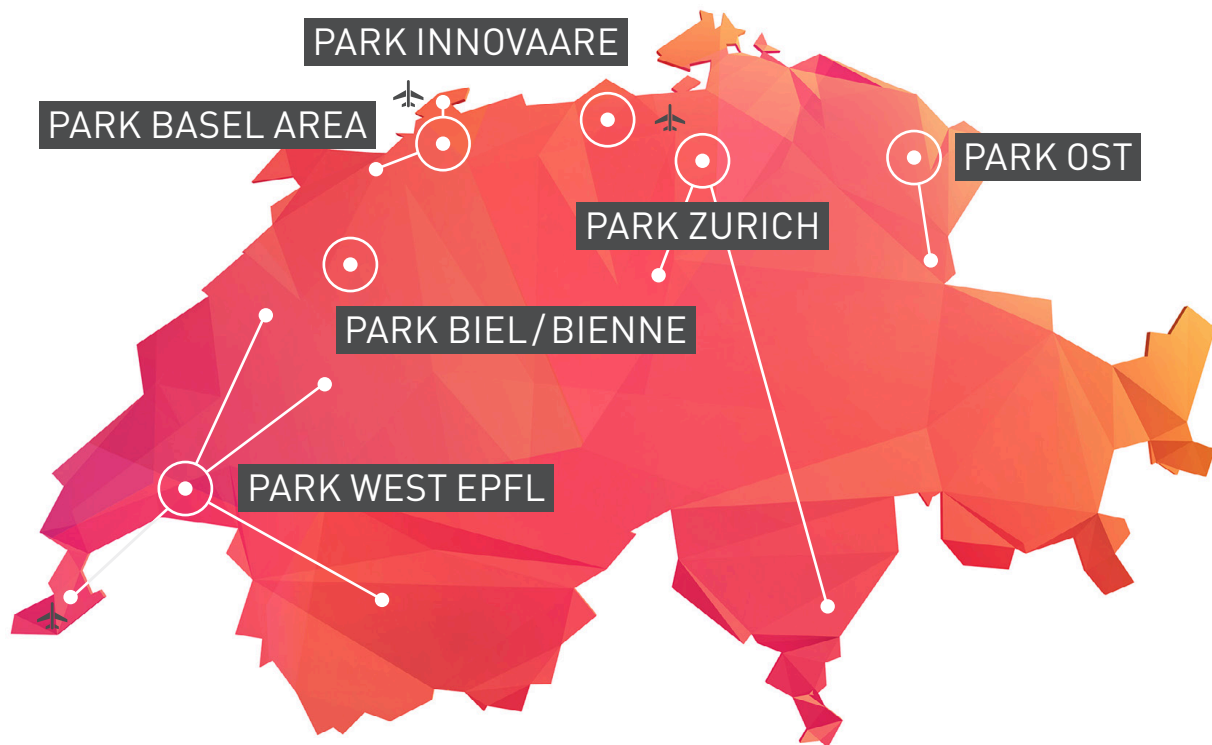 PARK INNOVAARE
PARK BASEL AREA
PARK OST
PARK ZURICH
PARK BIEL/BIENNE
PARK WEST EPFL